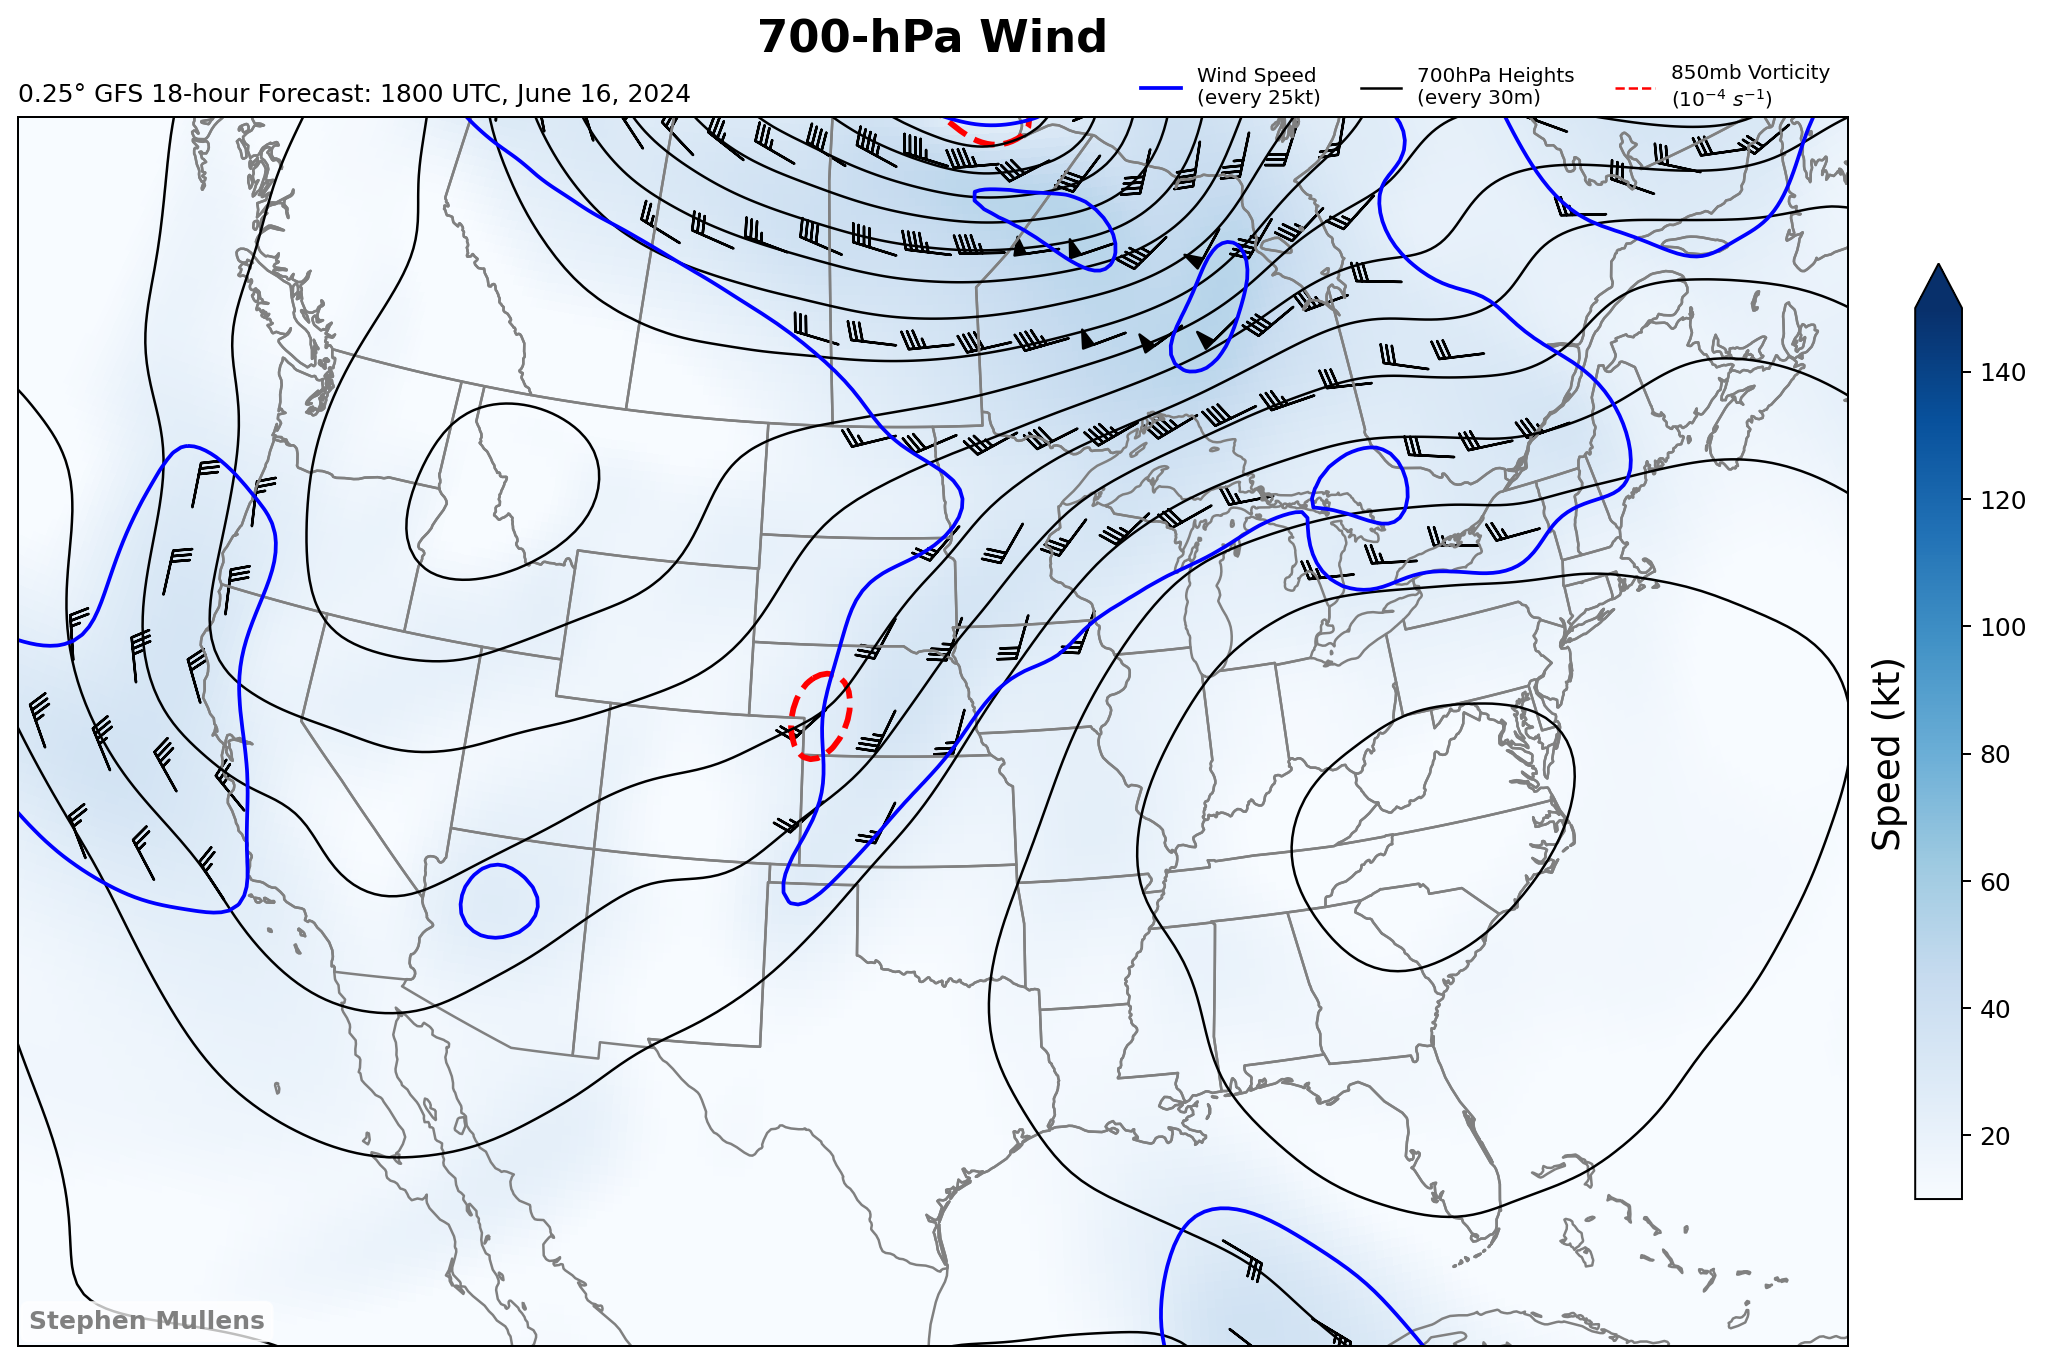 700-hPa Wind
0.25° GFS 18-hour Forecast: 1800 UTC, June 16, 2024
Wind Speed
(every 25kt)
700hPa Heights
(every 30m)
850mb Vorticity
(10⁻⁴ s⁻¹)
140
120
100
80
60
40
20
Speed (kt)
Stephen Mullens